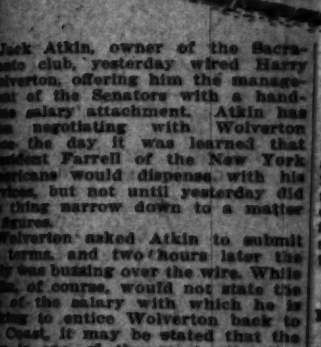 Jack Atkin, owner of the Sacra-
club, yesterday wired Harry
lverton, offering him the manage-
of the Senators with a hand-
salary attachment. Atkin has
negotiating with Wolverton
the day it was learned that
sident Farrell of the New York
ericans would dispense with his
vices, but not until yesterday did
thing narrow down to a matter
figures.
Wolverton asked Atkin to submit
terms, and two hours later the
was buzzing over the wire. While
of course, would not state the
of the salary with which he is
to entice Wolverton back to
Coast, it may be stated that the